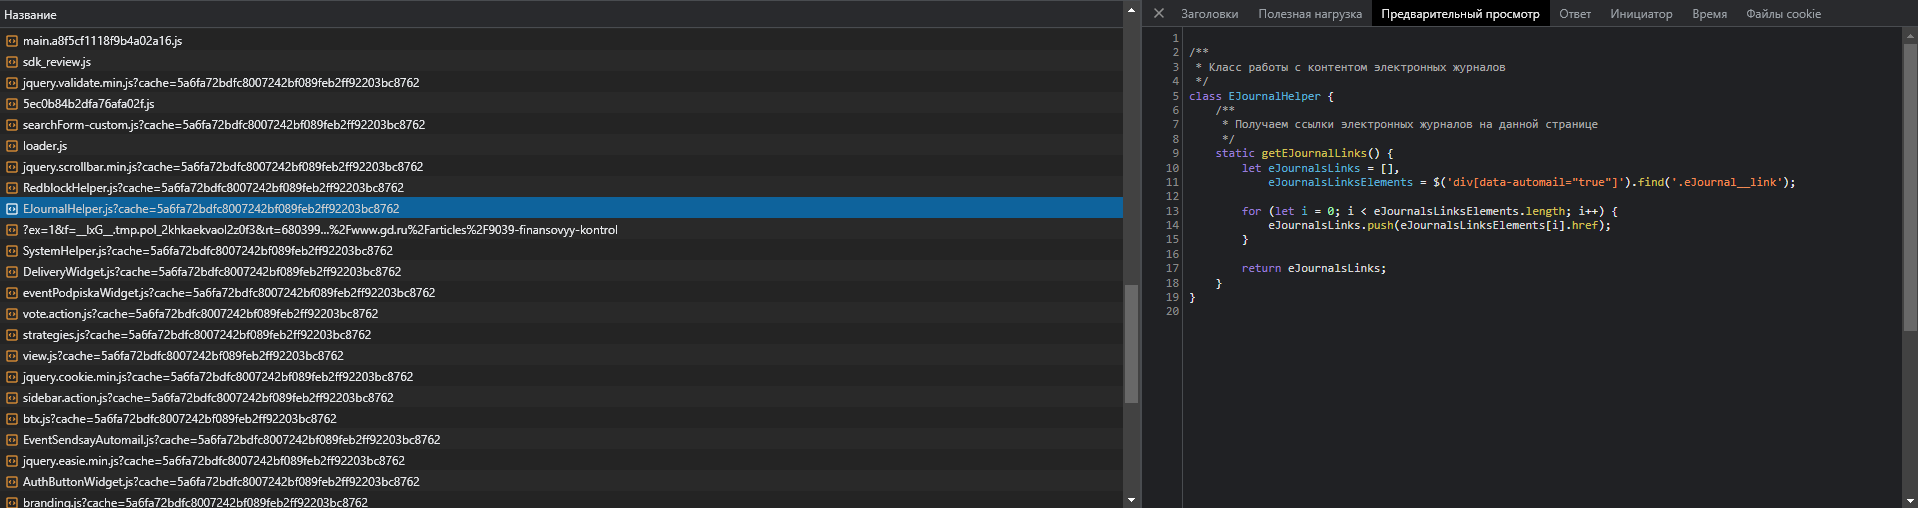 Название
main.a8f5cf1118f9b4a02a16.js
sdk_review.js
jquery.validate.min.js?cache=5a6fa72bdfc8007242bf089feb2ff92203bc8762
5ec0b84b2dfa76afa02f.js
searchForm-custom.js?cache=5a6fa72bdfc8007242bf089feb2ff92203bc8762
loader.js
jquery.scrollbar.min.js?cache=5a6fa72bdfc8007242bf089feb2ff92203bc8762
RedblockHelper.js?cache=5a6fa72bdfc8007242bf089feb2ff92203bc8762
EJournalHelper.js?cache=5a6fa72bdfc8007242bf089feb2ff92203bc8762
?ex=1&tf=__IxG__.tmp.pol_2khkaekvaol2z0f3&rt=680399...%2Fwww.gd.ru%2Farticles%2F9039-finansovyy-kontrol
SystemHelper.js?cache=5a6fa72bdfc8007242bf089feb2ff92203bc8762
DeliveryWidget.js?cache=5a6fa72bdfc8007242bf089feb2ff92203bc8762
eventPodpiskaWidget.js?cache=5a6fa72bdfc8007242bf089feb2ff92203bc8762
vote.action.js?cache=5a6fa72bdfc8007242bf089feb2ff92203bc8762
strategies.js?cache=5a6fa72bdfc8007242bf089feb2ff92203bc8762
view.js?cache=5a6fa72bdfc8007242bf089feb2ff92203bc8762
jquery.cookie.min.js?cache=5a6fa72bdfc8007242bf089feb2ff92203bc8762
sidebar.action.js?cache=5a6fa72bdfc8007242bf089feb2ff92203bc8762
btx.js?cache=5a6fa72bdfc8007242bf089feb2ff92203bc8762
EventSendsayAutomail.js?cache=5a6fa72bdfc8007242bf089feb2ff92203bc8762
jquery.easie.min.js?cache=5a6fa72bdfc8007242bf089feb2ff92203bc8762
AuthButtonWidget.js?cache=5a6fa72bdfc8007242bf089feb2ff92203bc8762
branding.js?cache=5a6fa72bdfc8007242bf089feb2ff92203bc8762
Заголовки Полезная нагрузка Предварительный просмотр Ответ Инициатор Время Файлы cookie
1
2 /**
3 * Класс работы с контентом электронных журналов
4 */
5 class EJournalHelper {
6 /**
7 * Получаем ссылки электронных журналов на данной странице
8 */
9 static getEJournalLinks() {
10 let eJournalsLinks = [],
11 eJournalsLinksElements = $('div[data-automail="true"]').find('.eJournal__link');
12
13 for (let i = 0; i < eJournalsLinksElements.length; i++) {
14 eJournalsLinks.push(eJournalsLinksElements[i].href);
15 }
16
17 return eJournalsLinks;
18 }
19 }
20